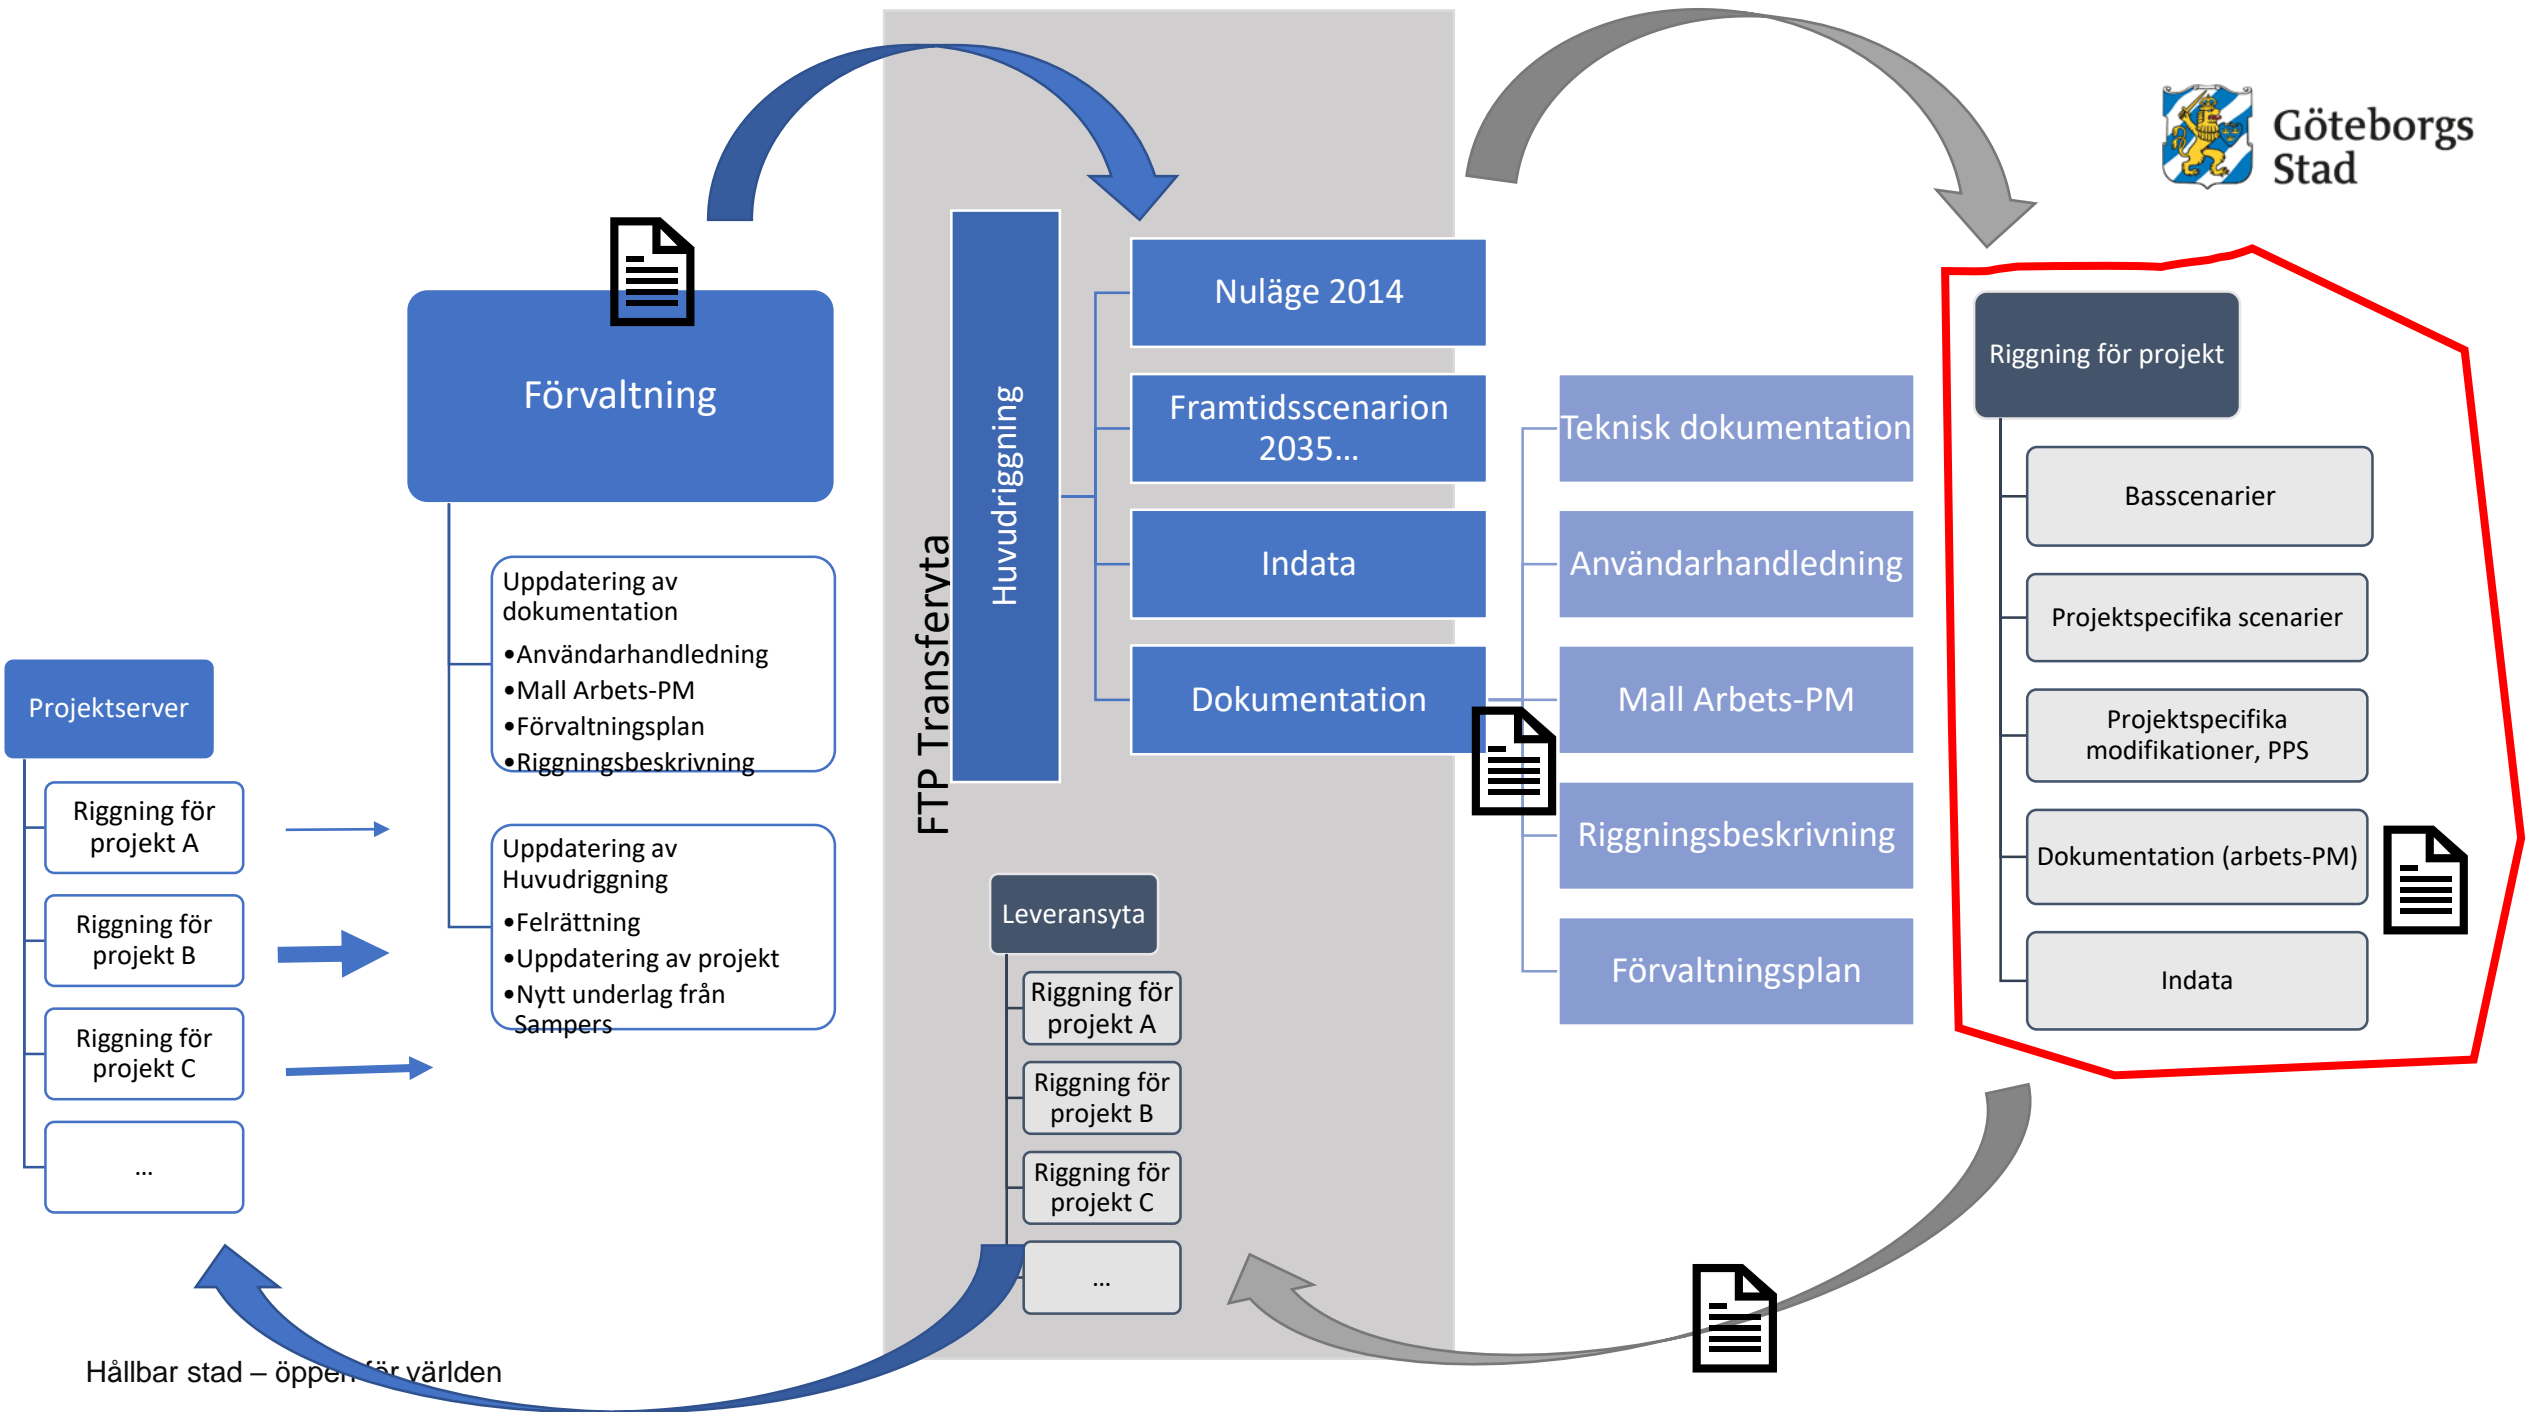 Göteborgs
Stad
Projektserver
Riggning för
projekt A
Riggning för
projekt B
Riggning för
projekt C
...
Förvaltning
Uppdatering av
dokumentation
•Användarhandledning
•Mall Arbets-PM
•Förvaltningsplan
•Riggningsbeskrivning
Uppdatering av
Huvudriggning
•Felrättning
•Uppdatering av projekt
•Nytt underlag från
Sampers
FTP Transferyta
Huvudriggning
Nuläge 2014
Framtidsscenarion
2035...
Indata
Dokumentation
Leveransyta
Riggning för
projekt A
Riggning för
projekt B
Riggning för
projekt C
...
Teknisk dokumentation
Användarhandledning
Mall Arbets-PM
Riggningsbeskrivning
Förvaltningsplan
Riggning för projekt
Basscenarier
Projektspecifika scenarier
Projektspecifika
modifikationer, PPS
Dokumentation (arbets-PM)
Indata
Hållbar stad – öppen för världen